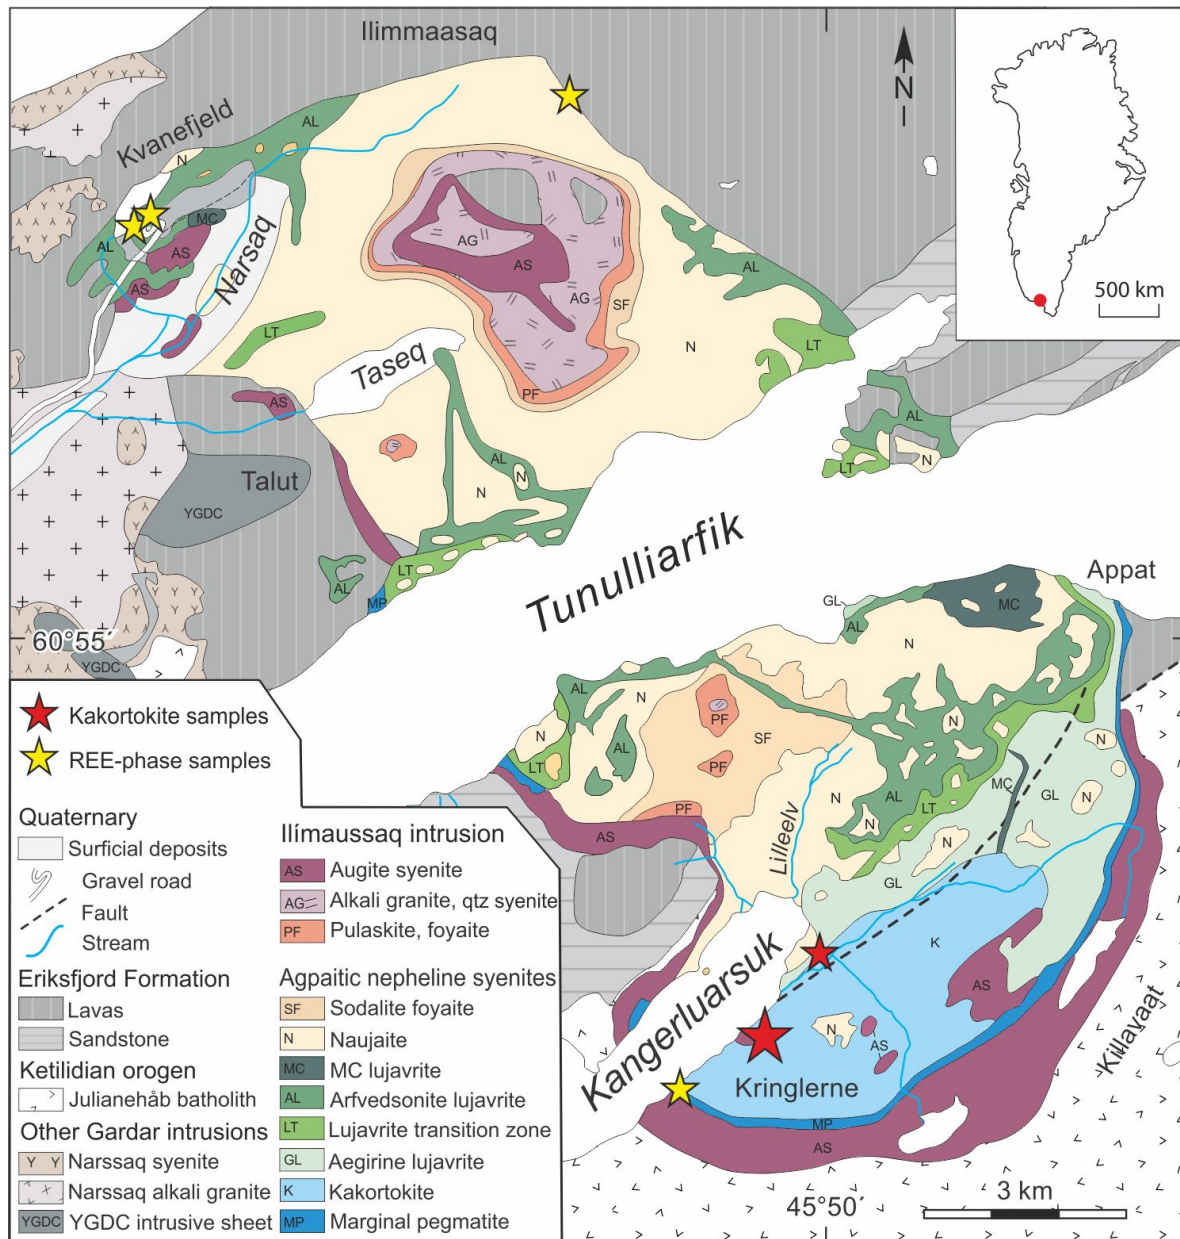 Ilimmaasaq
N
Kvanefjeld
AL
N
MC
AL
AS
AS
Narsaq
AG
AS
AG
SF
AL
500 km
LT
N
LT
Taseq
PF
AS
AL
AL
N
N
LT
N
Talut
YGDC
LT
AL
MP
Tunulliarfik
Appat
GL
AL
MC
N
60°55´
YGDC
AL
N
N
PF
SF
N
AL
LT
PF
PF
N
MC
N
GL
N
AL
LT
N
N
AS
Lilleelv
GL
K
AS
Kangerluarsuk
N
AS
Killavaat
Kringlerne
MP
AS
45°50´
3 km
Kakortokite samples
REE-phase samples
Quaternary
Surficial deposits
Gravel road
Fault
Stream
Eriksfjord Formation
Lavas
Sandstone
Ketilidian orogen
Julianehåb batholith
Other Gardar intrusions
Narssaq syenite
Narssaq alkali granite
YGDC YGDC intrusive sheet
Ilímaussaq intrusion
AS Augite syenite
AG Alkali granite, qtz syenite
PF Pulaskite, foyaite
Agpaitic nepheline syenites
SF Sodalite foyaite
N Naujaite
MC MC lujavrite
AL Arfvedsonite lujavrite
LT Lujavrite transition zone
GL Aegirine lujavrite
K Kakortokite
MP Marginal pegmatite